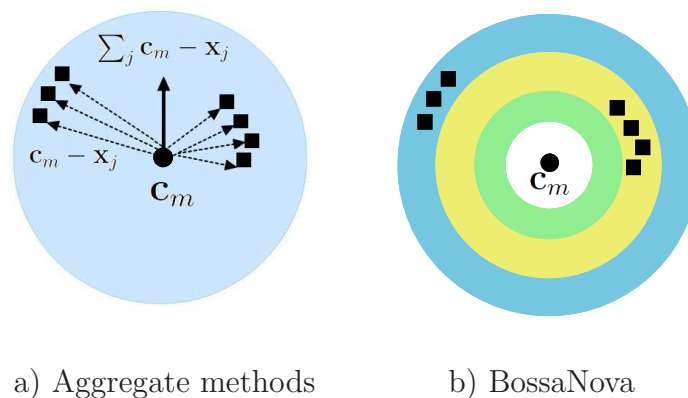 ∑_j c_m − x_j
c_m − x_j
c_m
c_m
a) Aggregate methods
b) BossaNova